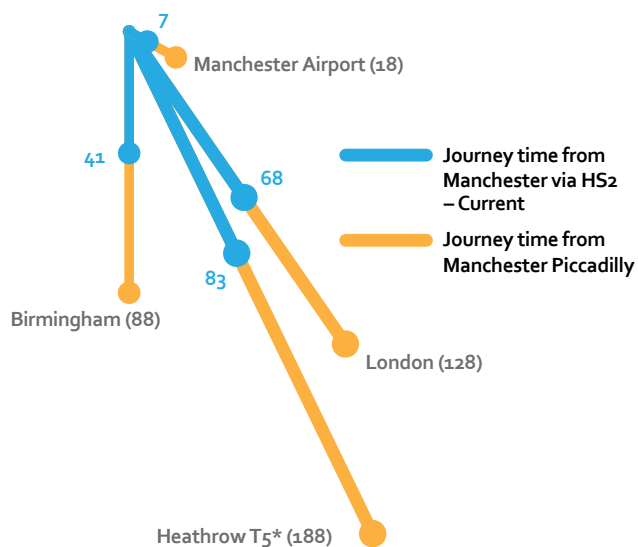 7
Manchester Airport (18)
41
Journey time from
Manchester via HS2
– Current
68
Journey time from
Manchester Piccadilly
83
Birmingham (88)
London (128)
Heathrow T5* (188)